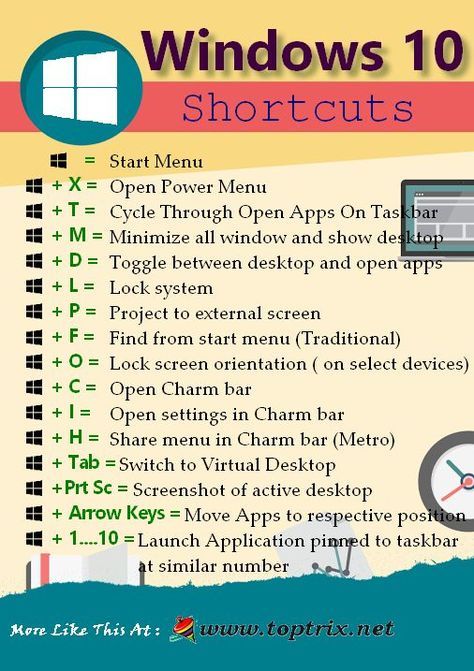 Windows 10
Shortcuts
= Start Menu
+ X = Open Power Menu
+ T = Cycle Through Open Apps On Taskbar
+ M = Minimize all window and show desktop
+ D = Toggle between desktop and open apps
+ L = Lock system
+ P = Project to external screen
+ F = Find from start menu (Traditional)
+ O = Lock screen orientation ( on select devices)
+ C = Open Charm bar
+ I = Open settings in Charm bar
+ H = Share menu in Charm bar (Metro)
+ Tab = Switch to Virtual Desktop
+Prt Sc = Screenshot of active desktop
+ Arrow Keys = Move Apps to respective position
+ 1....10 = Launch Application pinned to taskbar
at similar number
More Like This At : www.toptrix.net